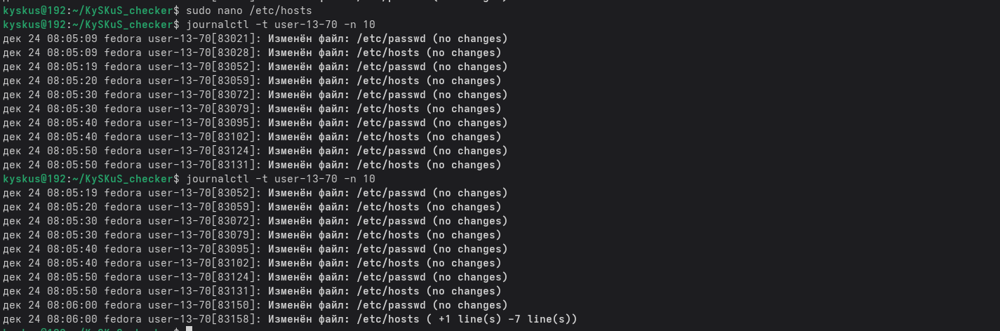 kyskus@192:~/KySKuS_checker$ sudo nano /etc/hosts
kyskus@192:~/KySKuS_checker$ journalctl -t user-13-70 -n 10
дек 24 08:05:09 fedora user-13-70[83021]: Изменён файл: /etc/passwd (no changes)
дек 24 08:05:09 fedora user-13-70[83028]: Изменён файл: /etc/hosts (no changes)
дек 24 08:05:19 fedora user-13-70[83052]: Изменён файл: /etc/passwd (no changes)
дек 24 08:05:20 fedora user-13-70[83059]: Изменён файл: /etc/hosts (no changes)
дек 24 08:05:30 fedora user-13-70[83072]: Изменён файл: /etc/passwd (no changes)
дек 24 08:05:30 fedora user-13-70[83079]: Изменён файл: /etc/hosts (no changes)
дек 24 08:05:40 fedora user-13-70[83095]: Изменён файл: /etc/passwd (no changes)
дек 24 08:05:40 fedora user-13-70[83102]: Изменён файл: /etc/hosts (no changes)
дек 24 08:05:50 fedora user-13-70[83124]: Изменён файл: /etc/passwd (no changes)
дек 24 08:05:50 fedora user-13-70[83131]: Изменён файл: /etc/hosts (no changes)
kyskus@192:~/KySKuS_checker$ journalctl -t user-13-70 -n 10
дек 24 08:05:19 fedora user-13-70[83052]: Изменён файл: /etc/passwd (no changes)
дек 24 08:05:20 fedora user-13-70[83059]: Изменён файл: /etc/hosts (no changes)
дек 24 08:05:30 fedora user-13-70[83072]: Изменён файл: /etc/passwd (no changes)
дек 24 08:05:30 fedora user-13-70[83079]: Изменён файл: /etc/hosts (no changes)
дек 24 08:05:40 fedora user-13-70[83095]: Изменён файл: /etc/passwd (no changes)
дек 24 08:05:40 fedora user-13-70[83102]: Изменён файл: /etc/hosts (no changes)
дек 24 08:05:50 fedora user-13-70[83124]: Изменён файл: /etc/passwd (no changes)
дек 24 08:05:50 fedora user-13-70[83131]: Изменён файл: /etc/hosts (no changes)
дек 24 08:06:00 fedora user-13-70[83150]: Изменён файл: /etc/passwd (no changes)
дек 24 08:06:00 fedora user-13-70[83158]: Изменён файл: /etc/hosts ( +1 line(s) -7 line(s))